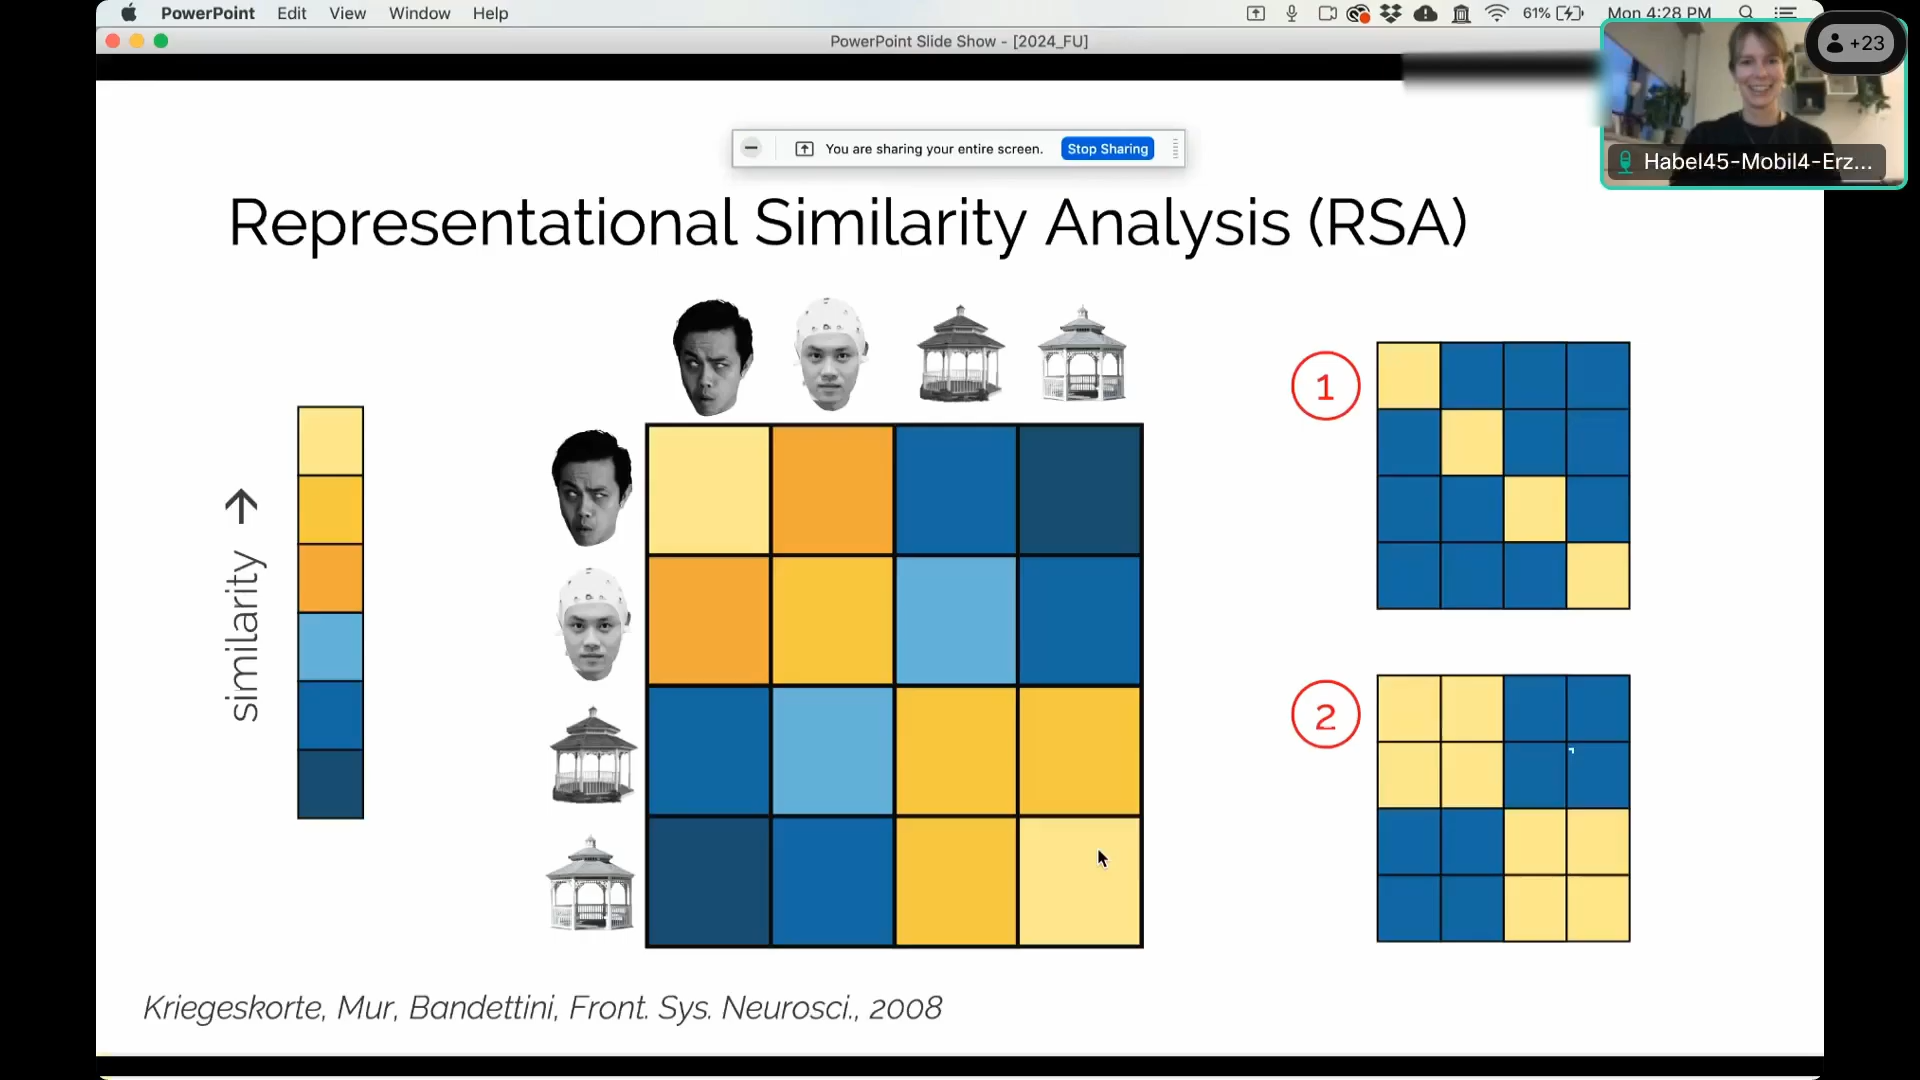 PowerPoint Edit View Window Help 61% Mon 4:28 PM
PowerPoint Slide Show - [2024_FU]
+23
You are sharing your entire screen. Stop Sharing
Habel45-Mobil4-Erz...
Representational Similarity Analysis (RSA)
similarity →
1
2
Kriegeskorte, Mur, Bandettini, Front. Sys. Neurosci., 2008